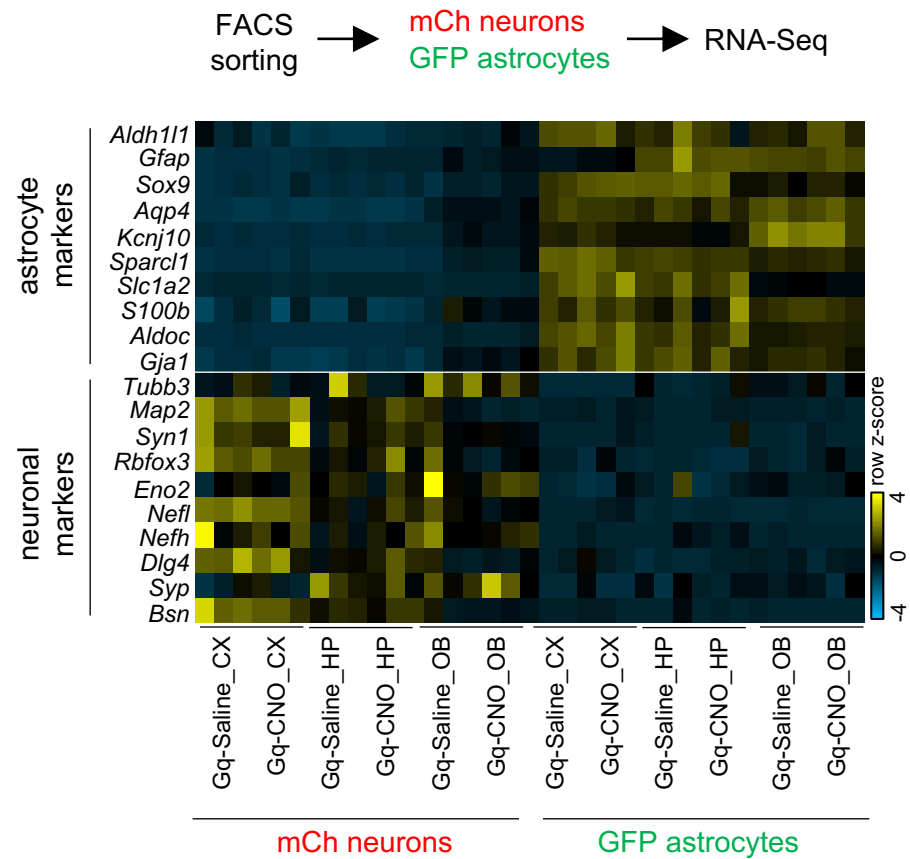 FACS
sorting
mCh neurons
GFP astrocytes
RNA-Seq
astrocyte
markers
Aldh1l1
Gfap
Sox9
Aqp4
Kcnj10
Sparcl1
Slc1a2
S100b
Aldoc
Gja1
neuronal
markers
Tubb3
Map2
Syn1
Rbfox3
Eno2
Nefl
Nefh
Dlg4
Syp
Bsn
row z-score
4
0
-4
Gq-Saline_CX
Gq-CNO_CX
Gq-Saline_HP
Gq-CNO_HP
Gq-Saline_OB
Gq-CNO_OB
Gq-Saline_CX
Gq-CNO_CX
Gq-Saline_HP
Gq-CNO_HP
Gq-Saline_OB
Gq-CNO_OB
mCh neurons
GFP astrocytes